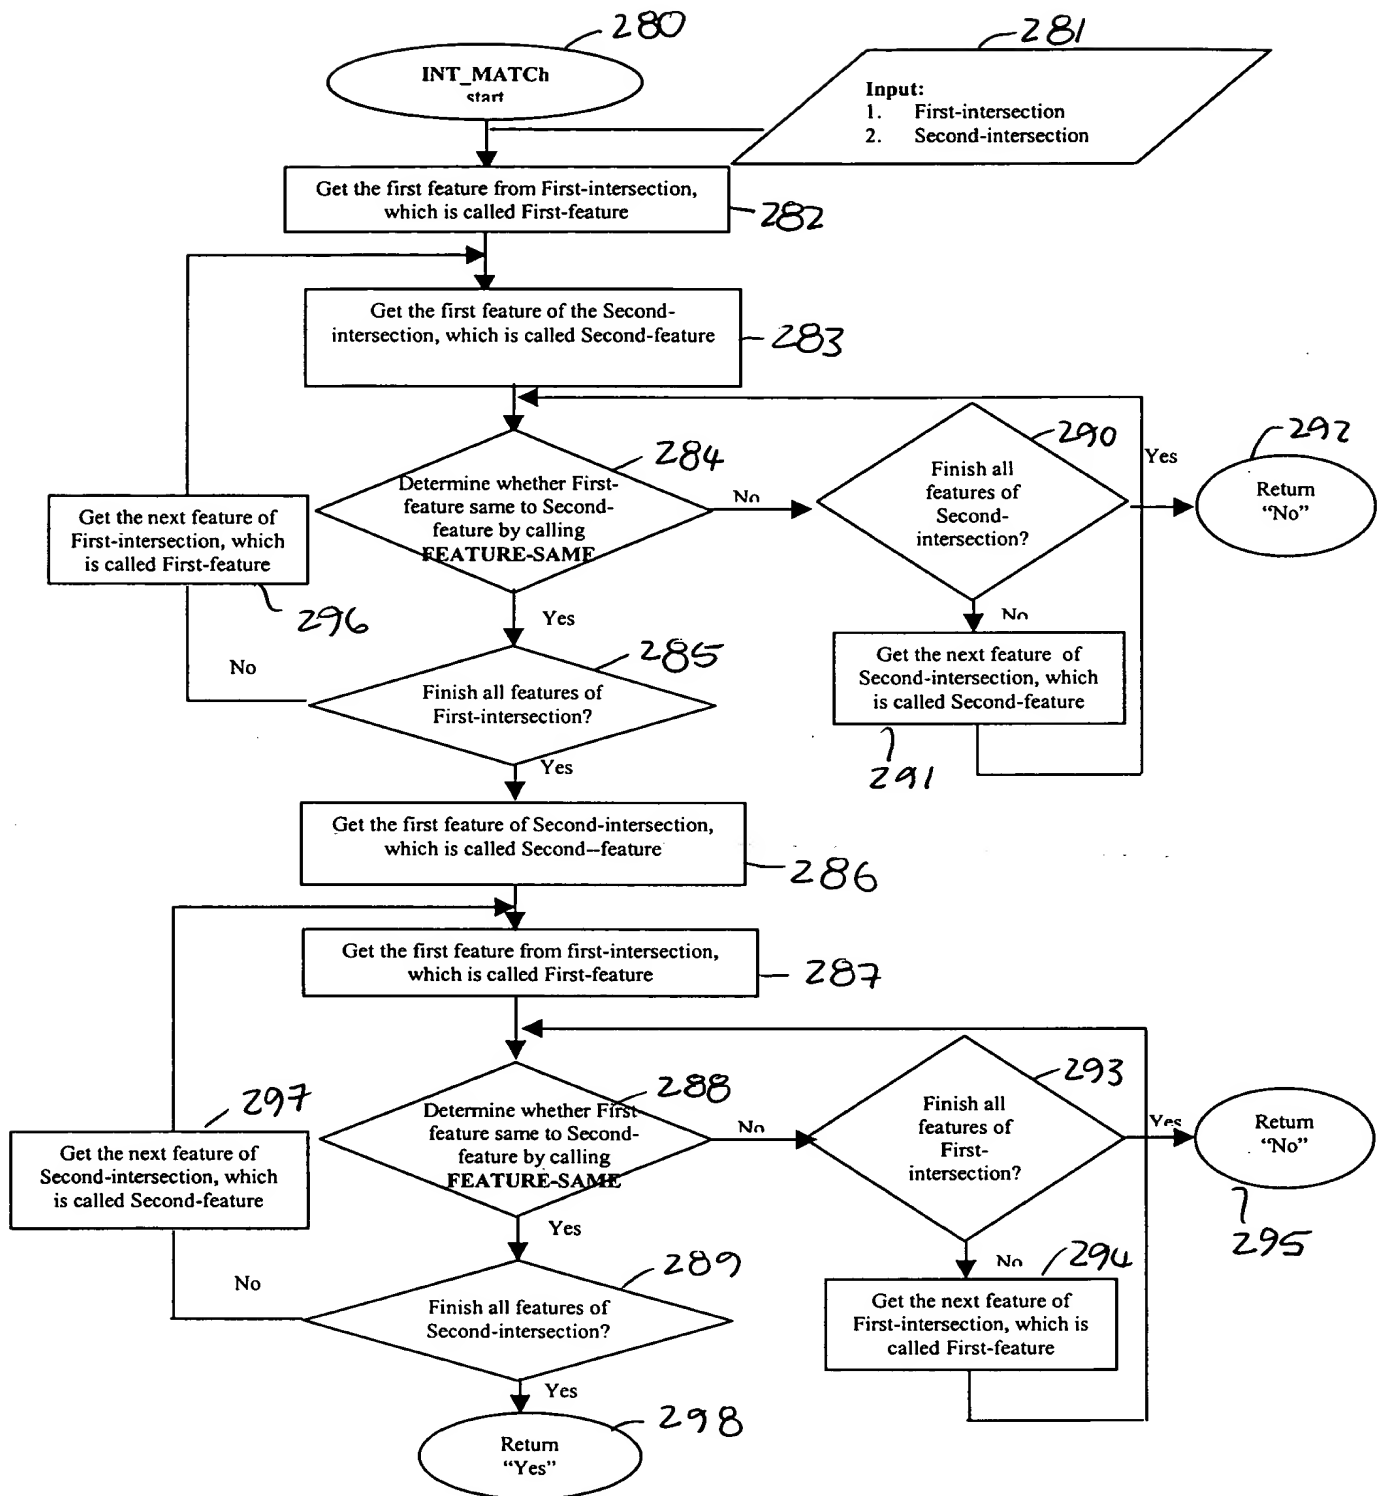 280
INT_MATCh
start
281
Input:
1. First-intersection
2. Second-intersection
Get the first feature from First-intersection,
which is called First-feature
282
Get the first feature of the Second-
intersection, which is called Second-feature
283
Determine whether First-
feature same to Second-
feature by calling
FEATURE-SAME
284
No
Finish all
features of
Second-
intersection?
290
Yes
Return
“No”
292
Get the next feature of
First-intersection, which
is called First-feature
296
Yes
No
Get the next feature of
Second-intersection, which
is called Second-feature
291
No
Finish all features of
First-intersection?
285
Yes
Get the first feature of Second-intersection,
which is called Second--feature
286
Get the first feature from first-intersection,
which is called First-feature
287
Determine whether First-
feature same to Second-
feature by calling
FEATURE-SAME
288
No
Finish all
features of
First-
intersection?
293
Yes
Return
“No”
295
297
Get the next feature of
Second-intersection, which
is called Second-feature
Yes
No
294
Get the next feature of
First-intersection, which is
called First-feature
No
Finish all features of
Second-intersection?
289
Yes
Return
“Yes”
298